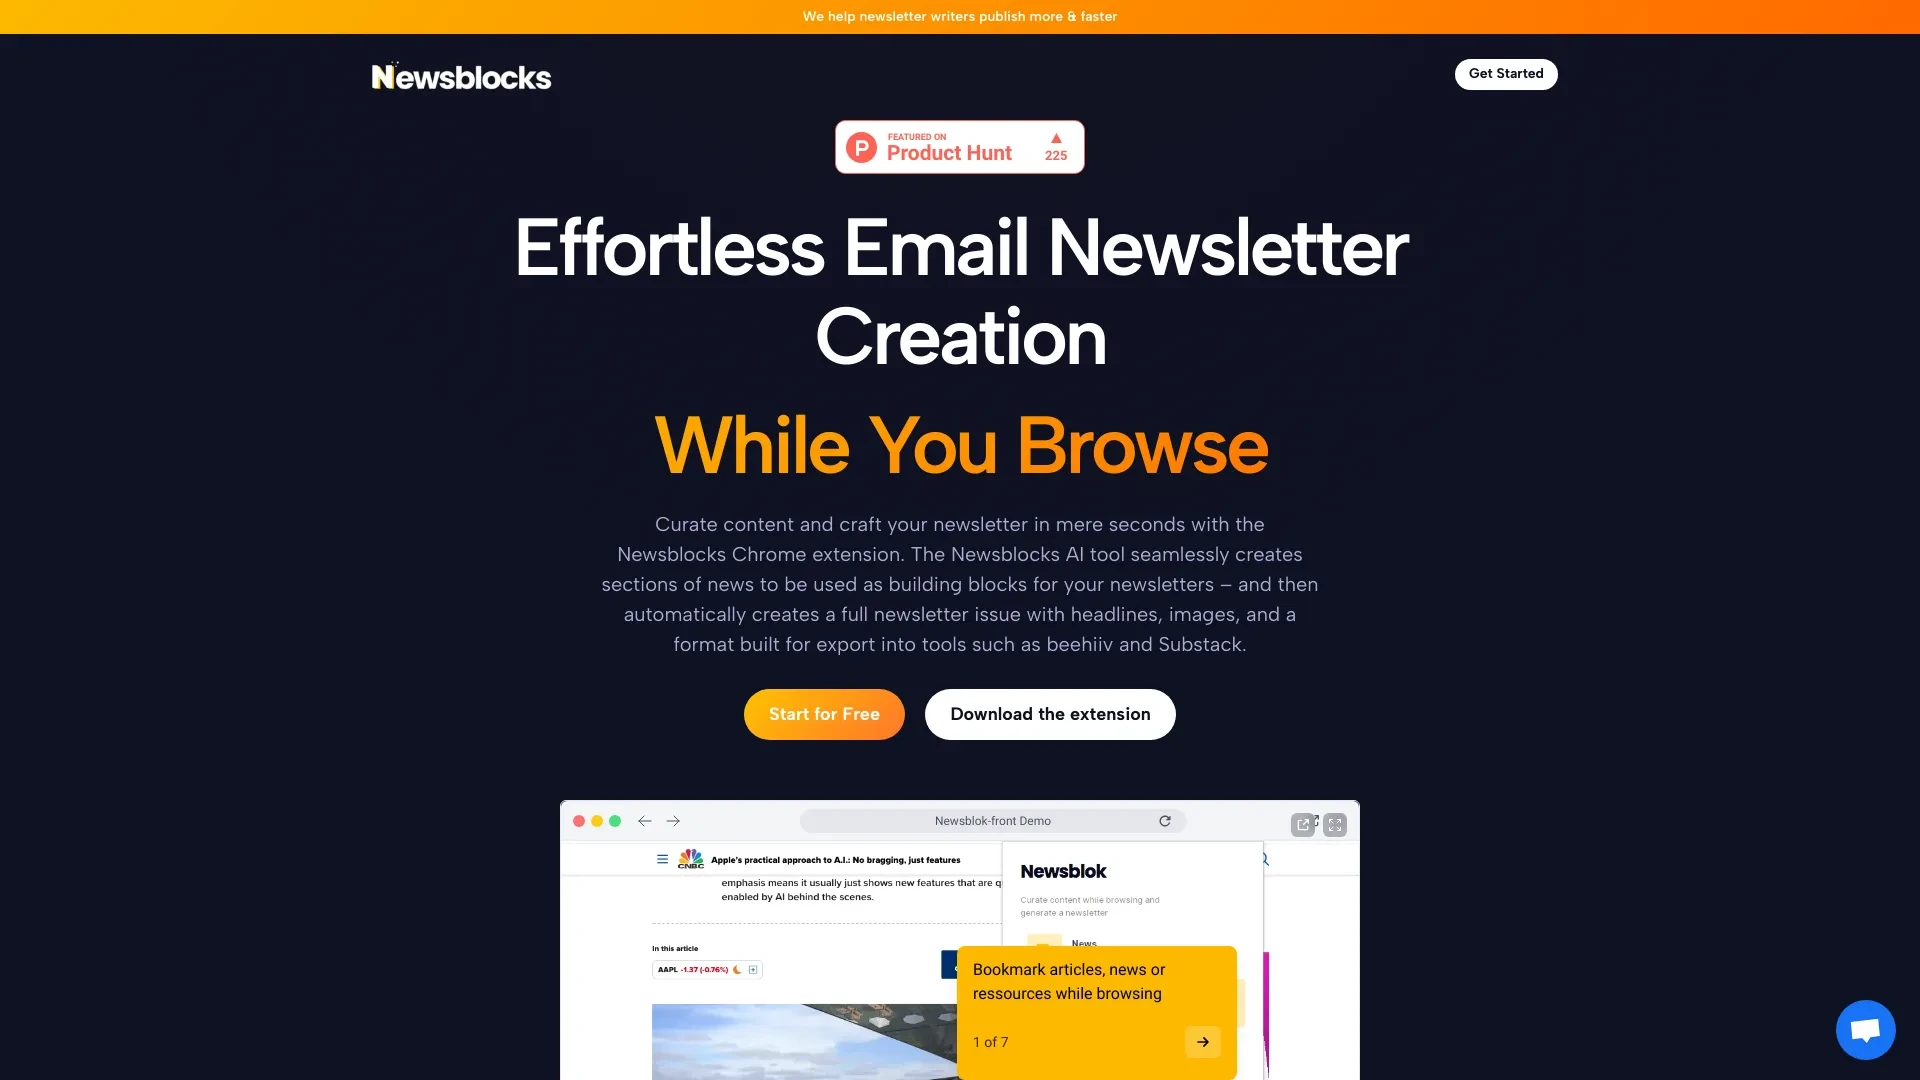 We help newsletter writers publish more & faster
Newsblocks
Get Started
FEATURED ON
Product Hunt
225
Effortless Email Newsletter
Creation
While You Browse
Curate content and craft your newsletter in mere seconds with the
Newsblocks Chrome extension. The Newsblocks AI tool seamlessly creates
sections of news to be used as building blocks for your newsletters – and then
automatically creates a full newsletter issue with headlines, images, and a
format built for export into tools such as beehiiv and Substack.
Start for Free
Download the extension
Newsblok-front Demo
CNBC
Apple's practical approach to A.I.: No bragging, just features
emphasis means it usually just shows new features that are
enabled by AI behind the scenes.
Newsblok
Curate content while browsing and
generate a newsletter
News
In this article
AAPL -1.37 (-0.76%)
Bookmark articles, news or
ressources while browsing
1 of 7